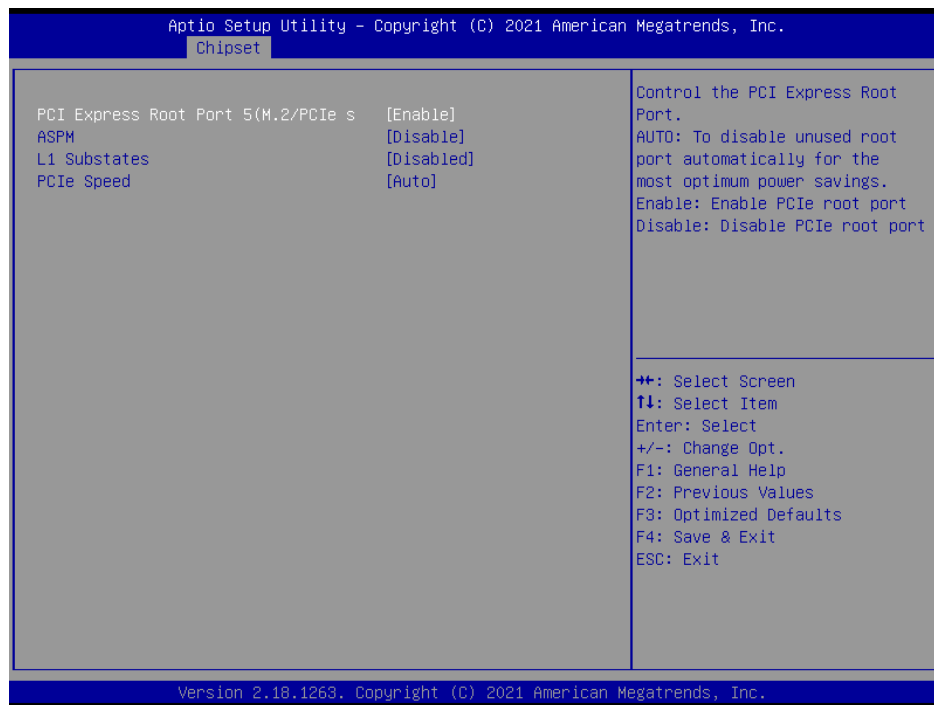 Aptio Setup Utility – Copyright (C) 2021 American Megatrends, Inc.
Chipset
PCI Express Root Port 5(M.2/PCIe s [Enable]
ASPM [Disable]
L1 Substates [Disabled]
PCIe Speed [Auto]
Control the PCI Express Root
Port.
AUTO: To disable unused root
port automatically for the
most optimum power savings.
Enable: Enable PCIe root port
Disable: Disable PCIe root port
→←: Select Screen
↑↓: Select Item
Enter: Select
+/-: Change Opt.
F1: General Help
F2: Previous Values
F3: Optimized Defaults
F4: Save & Exit
ESC: Exit
Version 2.18.1263. Copyright (C) 2021 American Megatrends, Inc.